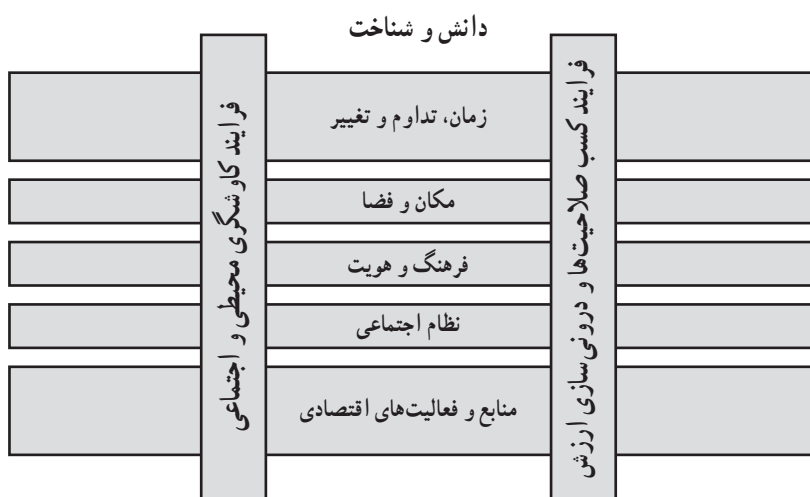 دانش و شناخت
فرایند کسب صلاحیت‌ها و درونی‌سازی ارزش
فرایند کاوشگری محیطی و اجتماعی
زمان، تداوم و تغییر
مکان و فضا
فرهنگ و هویت
نظام اجتماعی
منابع و فعالیت‌های اقتصادی